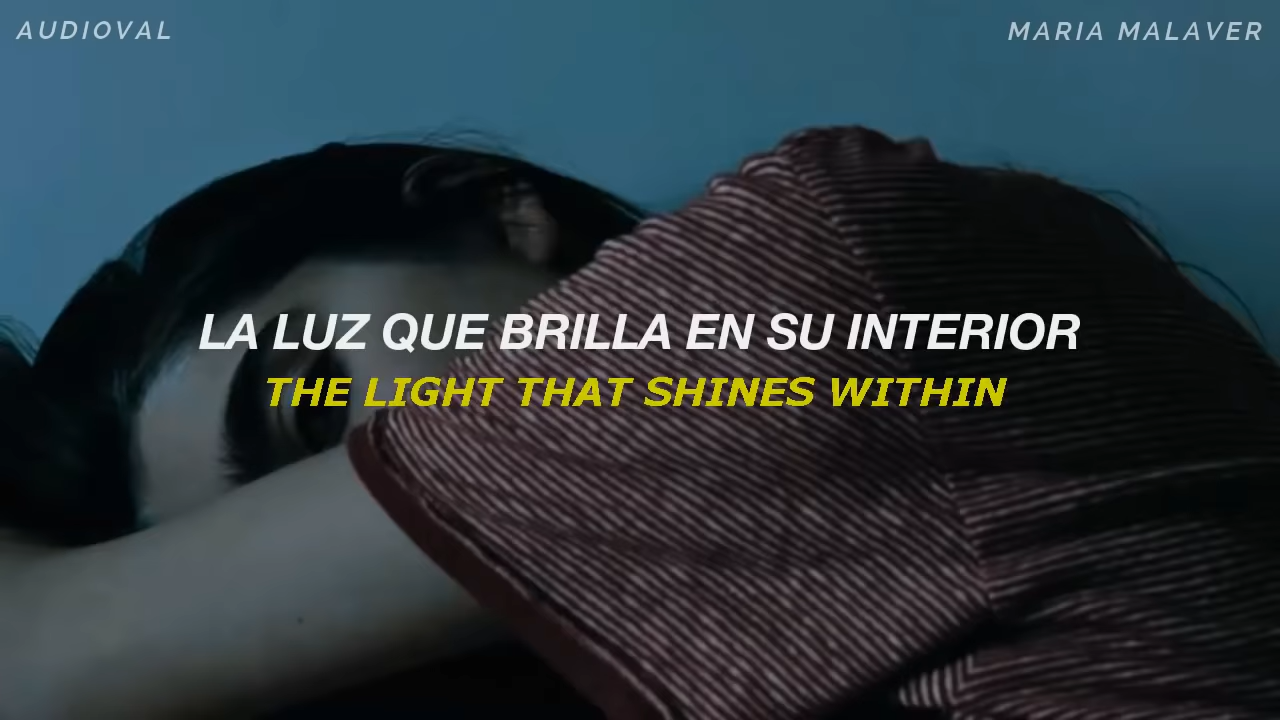 AUDIOVAL
MARIA MALAVER
LA LUZ QUE BRILLA EN SU INTERIOR
THE LIGHT THAT SHINES WITHIN